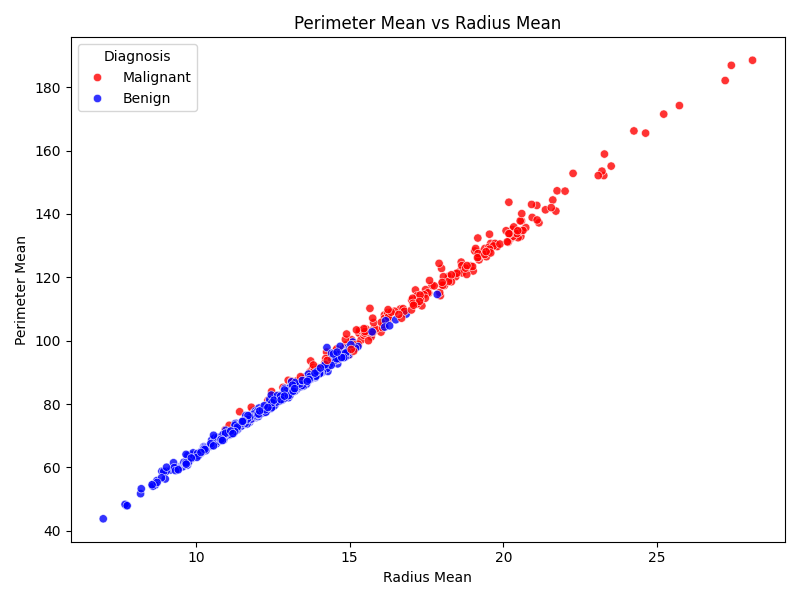 Perimeter Mean vs Radius Mean
Diagnosis
Malignant
Benign
180
160
140
120
100
80
60
40
Perimeter Mean
10 15 20 25
Radius Mean